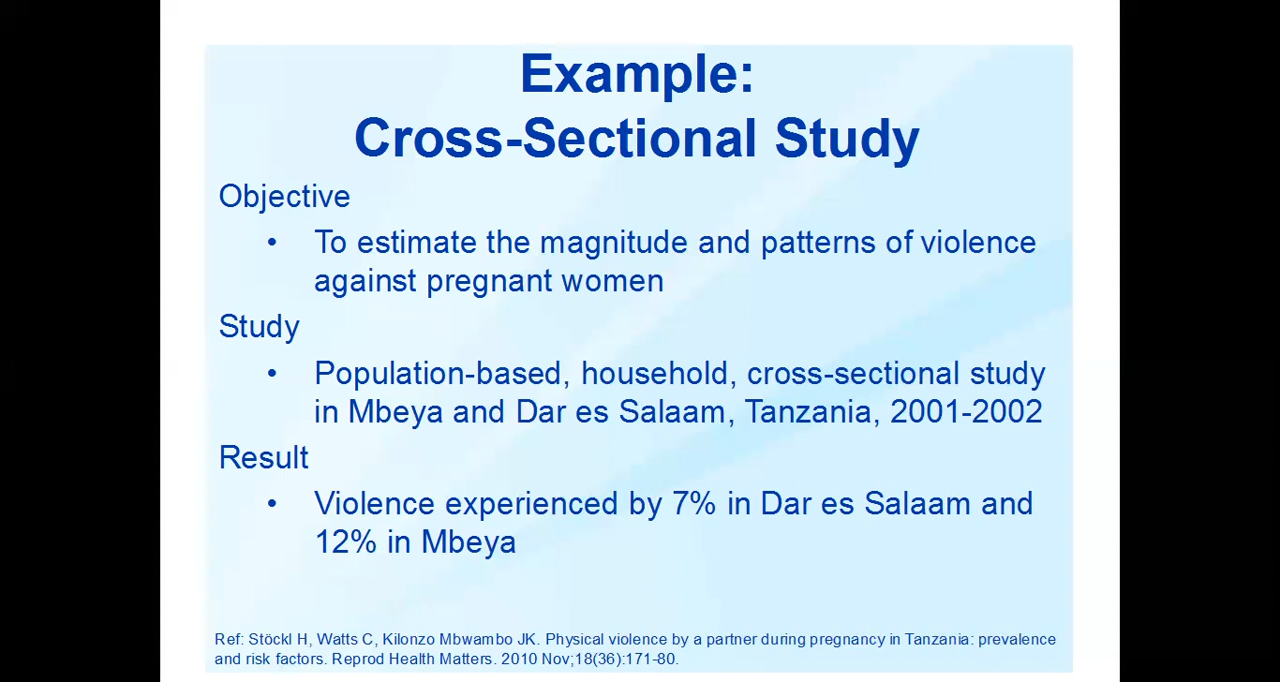 Example:
Cross-Sectional Study
Objective
• To estimate the magnitude and patterns of violence
against pregnant women
Study
• Population-based, household, cross-sectional study
in Mbeya and Dar es Salaam, Tanzania, 2001-2002
Result
• Violence experienced by 7% in Dar es Salaam and
12% in Mbeya
Ref: Stöckl H, Watts C, Kilonzo Mbwambo JK. Physical violence by a partner during pregnancy in Tanzania: prevalence
and risk factors. Reprod Health Matters. 2010 Nov;18(36):171-80.